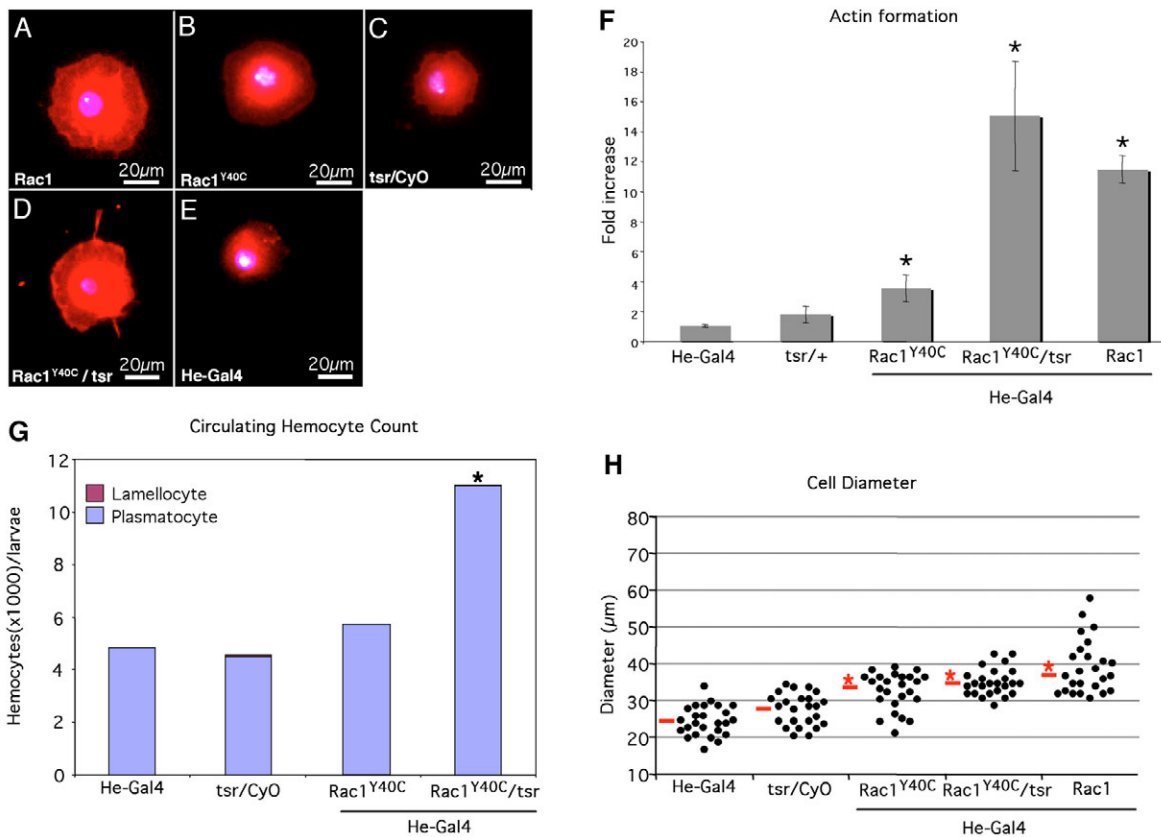 A
Rac1
20µm
B
Rac1Y40C
20µm
C
tsr/CyO
20µm
D
Rac1Y40C / tsr
20µm
E
He-Gal4
20µm
F
Actin formation
Fold increase
20
18
16
14
12
10
8
6
4
2
0
*
*
*
He-Gal4
tsr/+
Rac1Y40C
Rac1Y40C/tsr
Rac1
He-Gal4
G
Circulating Hemocyte Count
Hemocytes(x1000)/larvae
12
10
8
6
4
2
0
Lamellocyte
Plasmatocyte
*
He-Gal4
tsr/CyO
Rac1Y40C
Rac1Y40C/tsr
He-Gal4
H
Cell Diameter
Diameter (µm)
80
70
60
50
40
30
20
10
*
*
*
He-Gal4
tsr/CyO
Rac1Y40C
Rac1Y40C/tsr
Rac1
He-Gal4